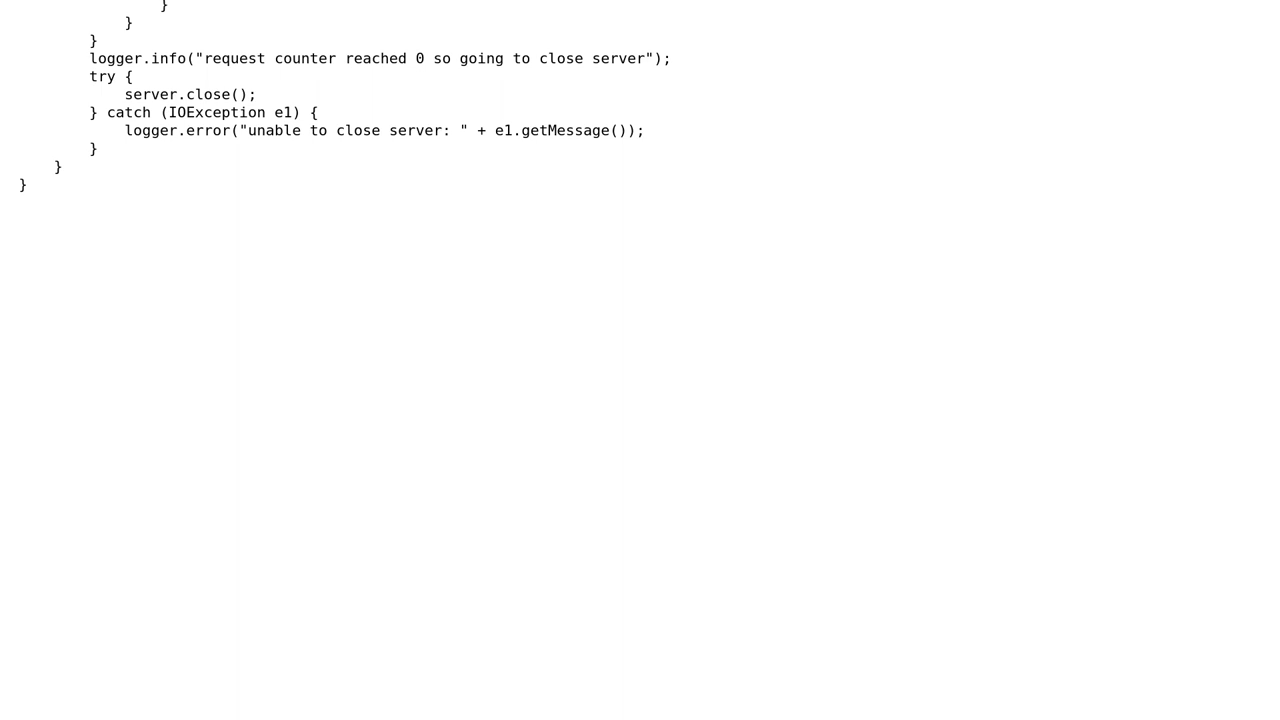 }
            }
        }
        logger.info("request counter reached 0 so going to close server");
        try {
            server.close();
        } catch (IOException e1) {
            logger.error("unable to close server: " + e1.getMessage());
        }
    }
}